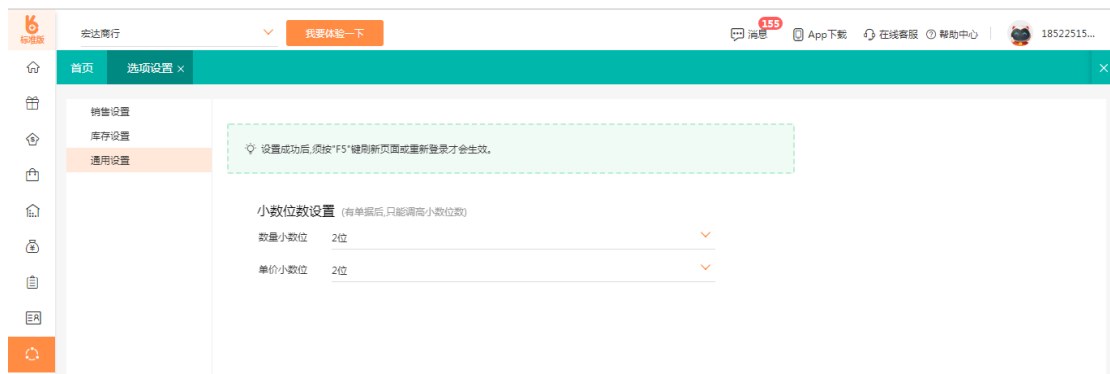 标准版
宏达商行
我要体验一下
155
消息
App下载
在线客服
帮助中心
18522515...
首页
选项设置 ×
销售设置
库存设置
通用设置
设置成功后,须按"F5"键刷新页面或重新登录才会生效。
小数位数设置 (有单据后,只能调高小数位数)
数量小数位 2位
单价小数位 2位